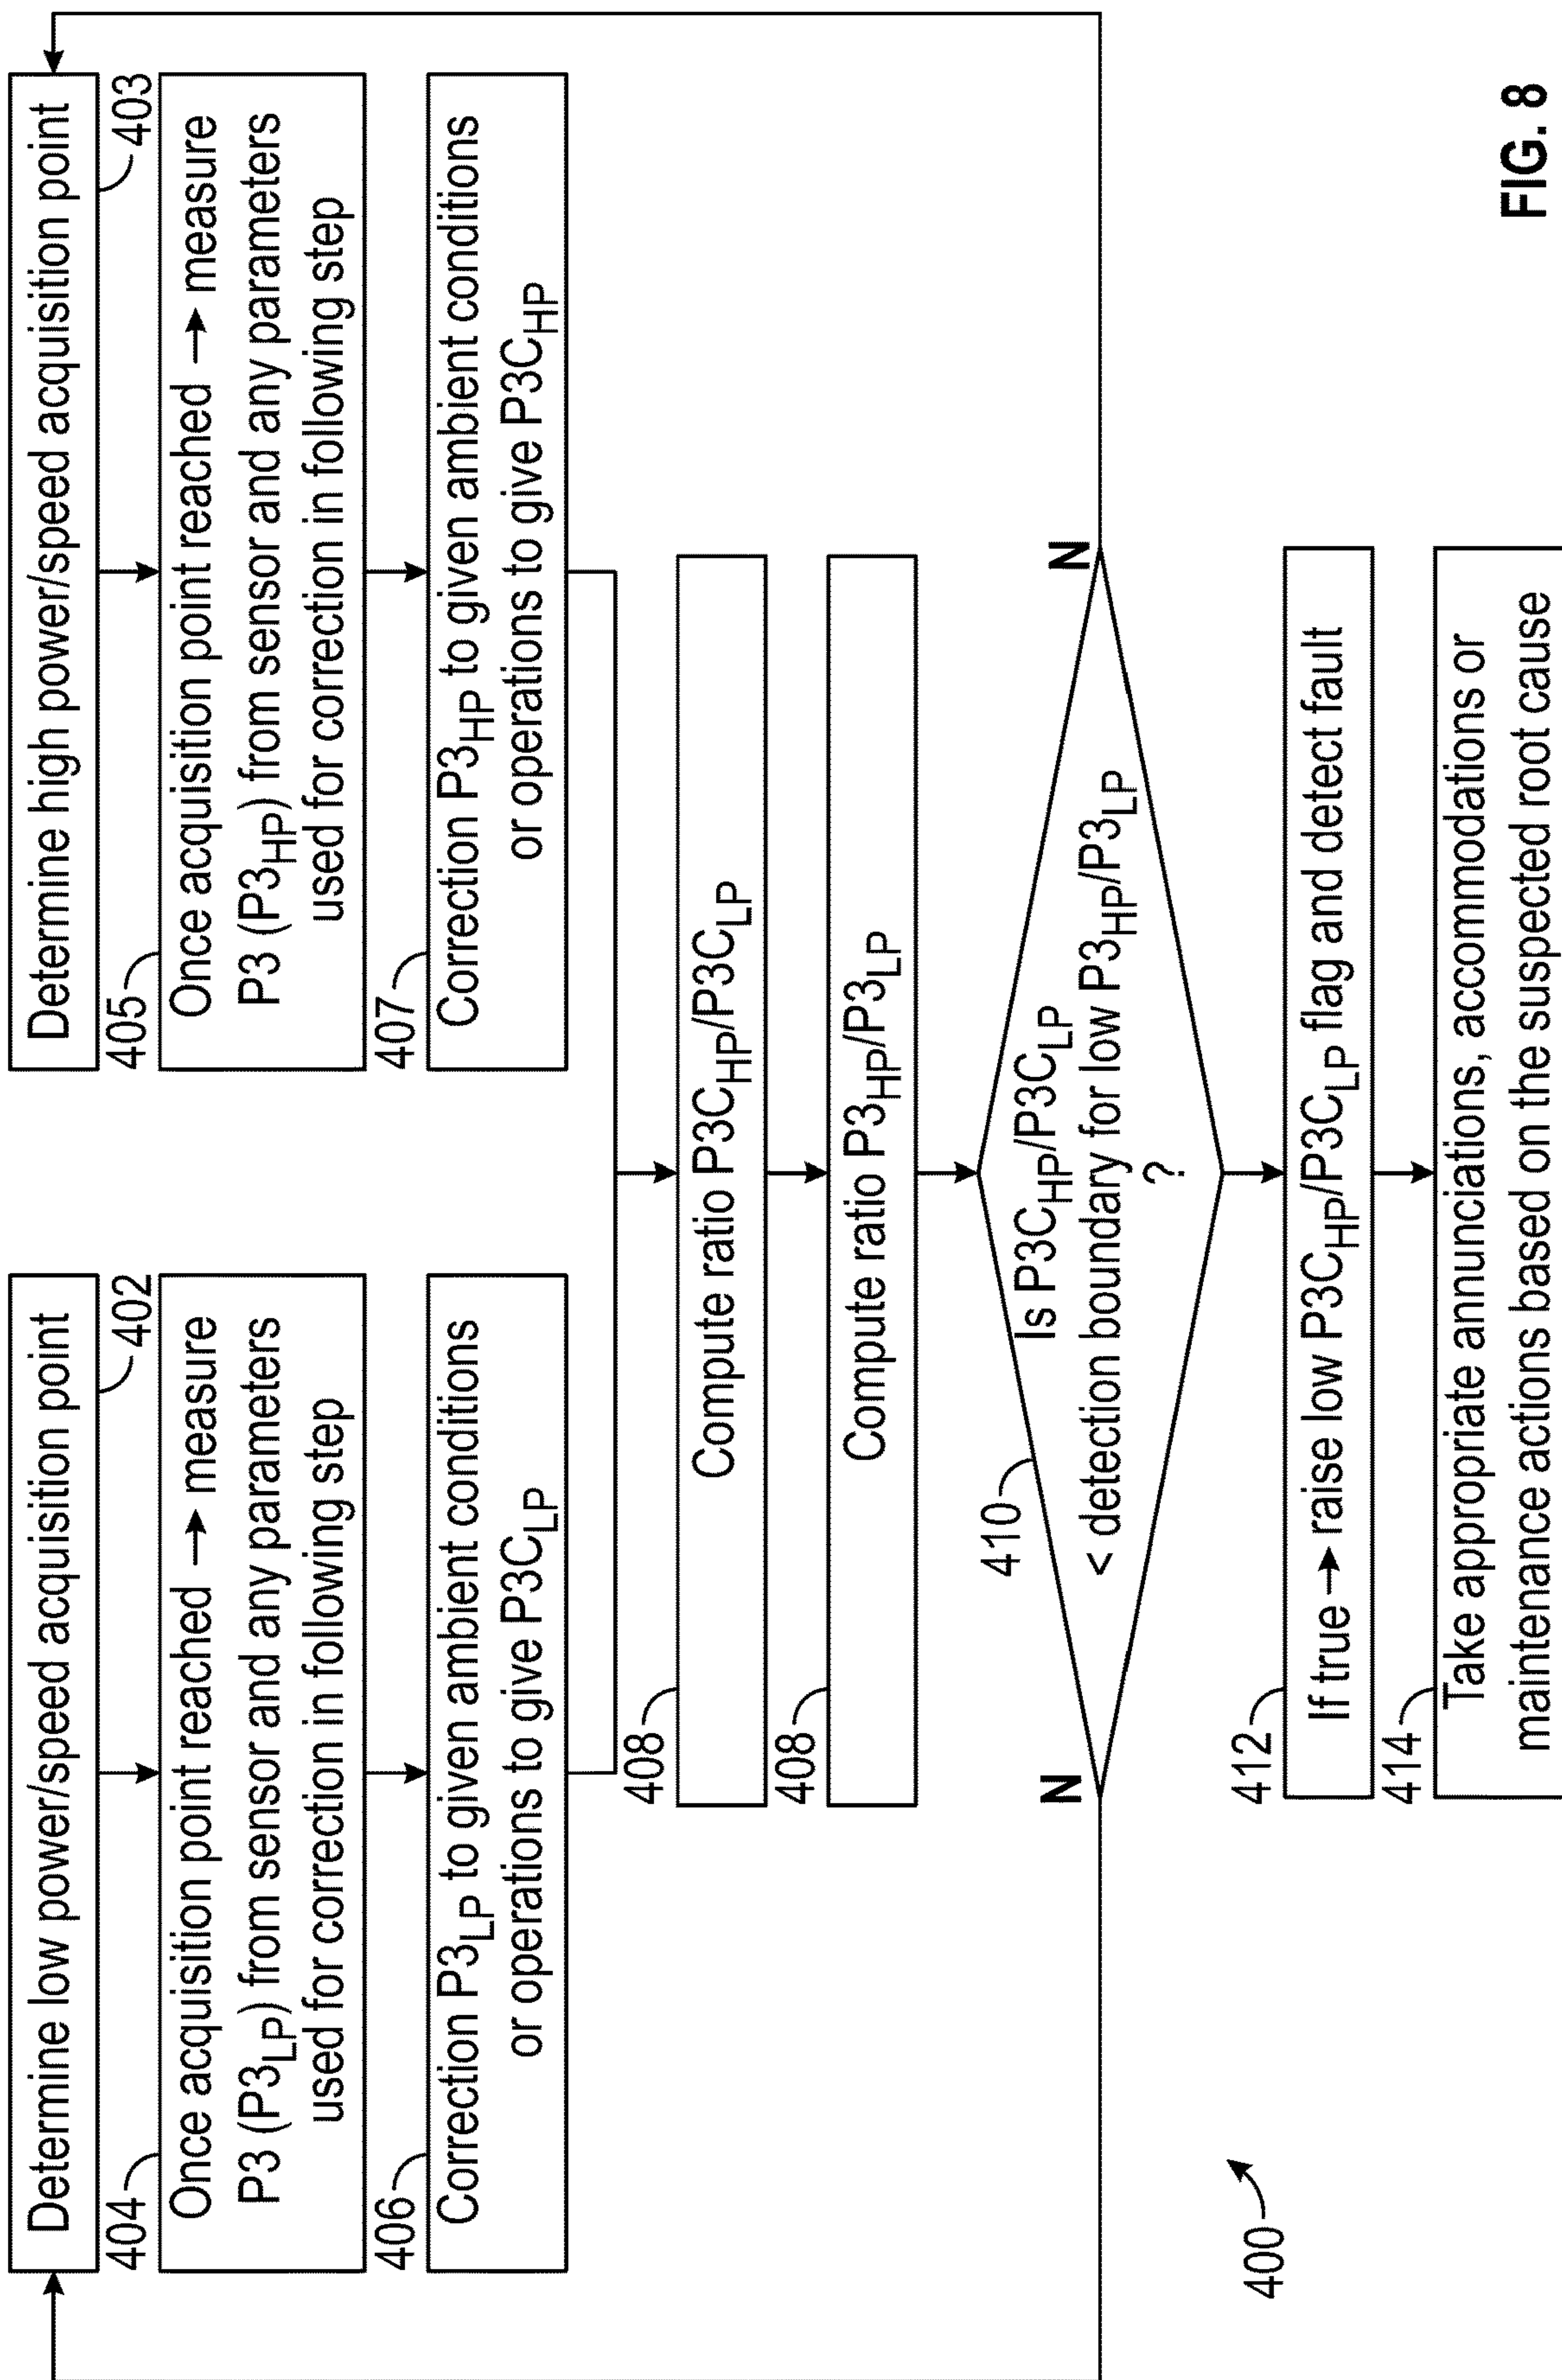 Determine low power/speed acquisition point
402
404
Once acquisition point reached → measure
P3 (P3LP) from sensor and any parameters
used for correction in following step
406
Correction P3LP to given ambient conditions
or operations to give P3CLP
Determine high power/speed acquisition point
403
405
Once acquisition point reached → measure
P3 (P3HP) from sensor and any parameters
used for correction in following step
407
Correction P3HP to given ambient conditions
or operations to give P3CHP
408
Compute ratio P3CHP/P3CLP
408
Compute ratio P3HP/P3LP
410
Is P3CHP/P3CLP
< detection boundary for low P3HP/P3LP
?
N
N
412
If true → raise low P3CHP/P3CLP flag and detect fault
414
Take appropriate annunciations, accommodations or
maintenance actions based on the suspected root cause
400
FIG. 8